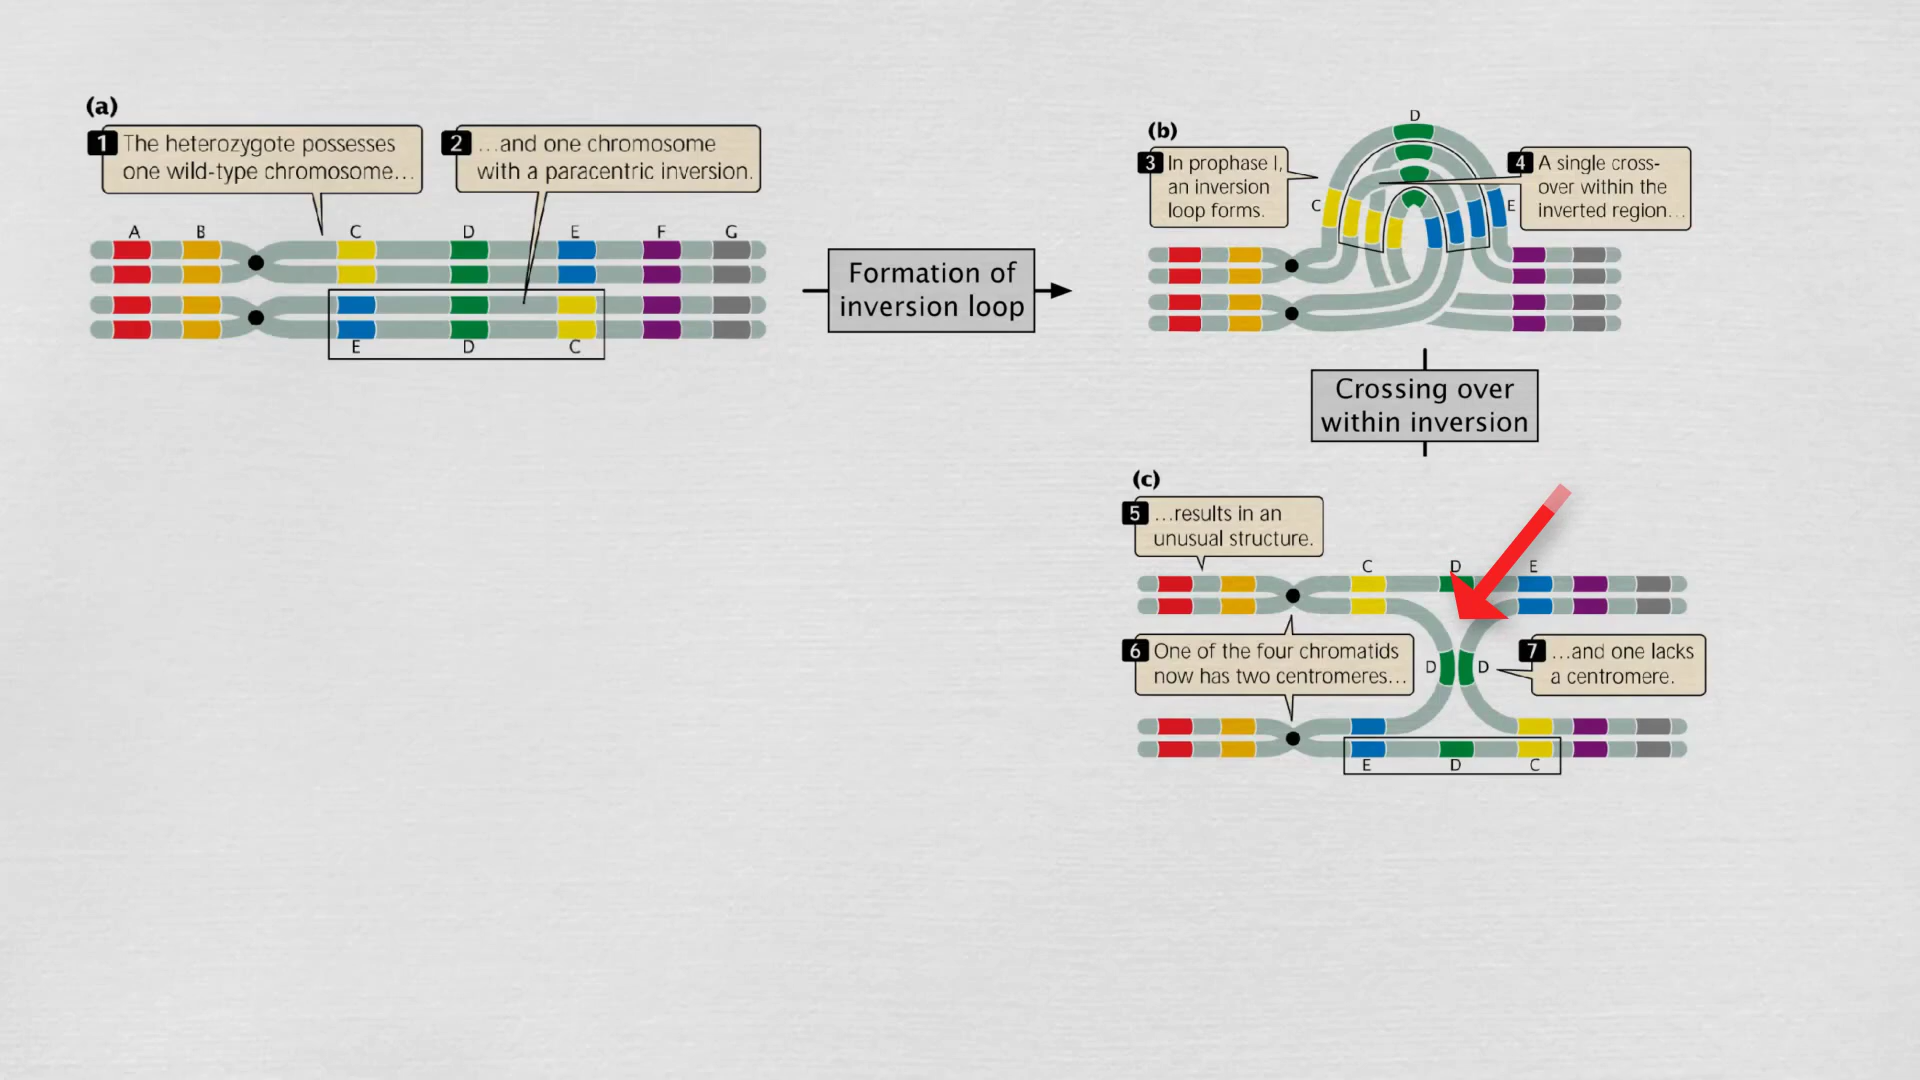 (a)
1 The heterozygote possesses
one wild-type chromosome...
2 ...and one chromosome
with a paracentric inversion.
A B C D E F G
E D C
Formation of
inversion loop
(b)
D
3 In prophase I,
an inversion
loop forms.
4 A single cross-
over within the
inverted region...
C E
Crossing over
within inversion
(c)
5 ...results in an
unusual structure.
C D E
6 One of the four chromatids
now has two centromeres...
D D
7 ...and one lacks
a centromere.
E D C